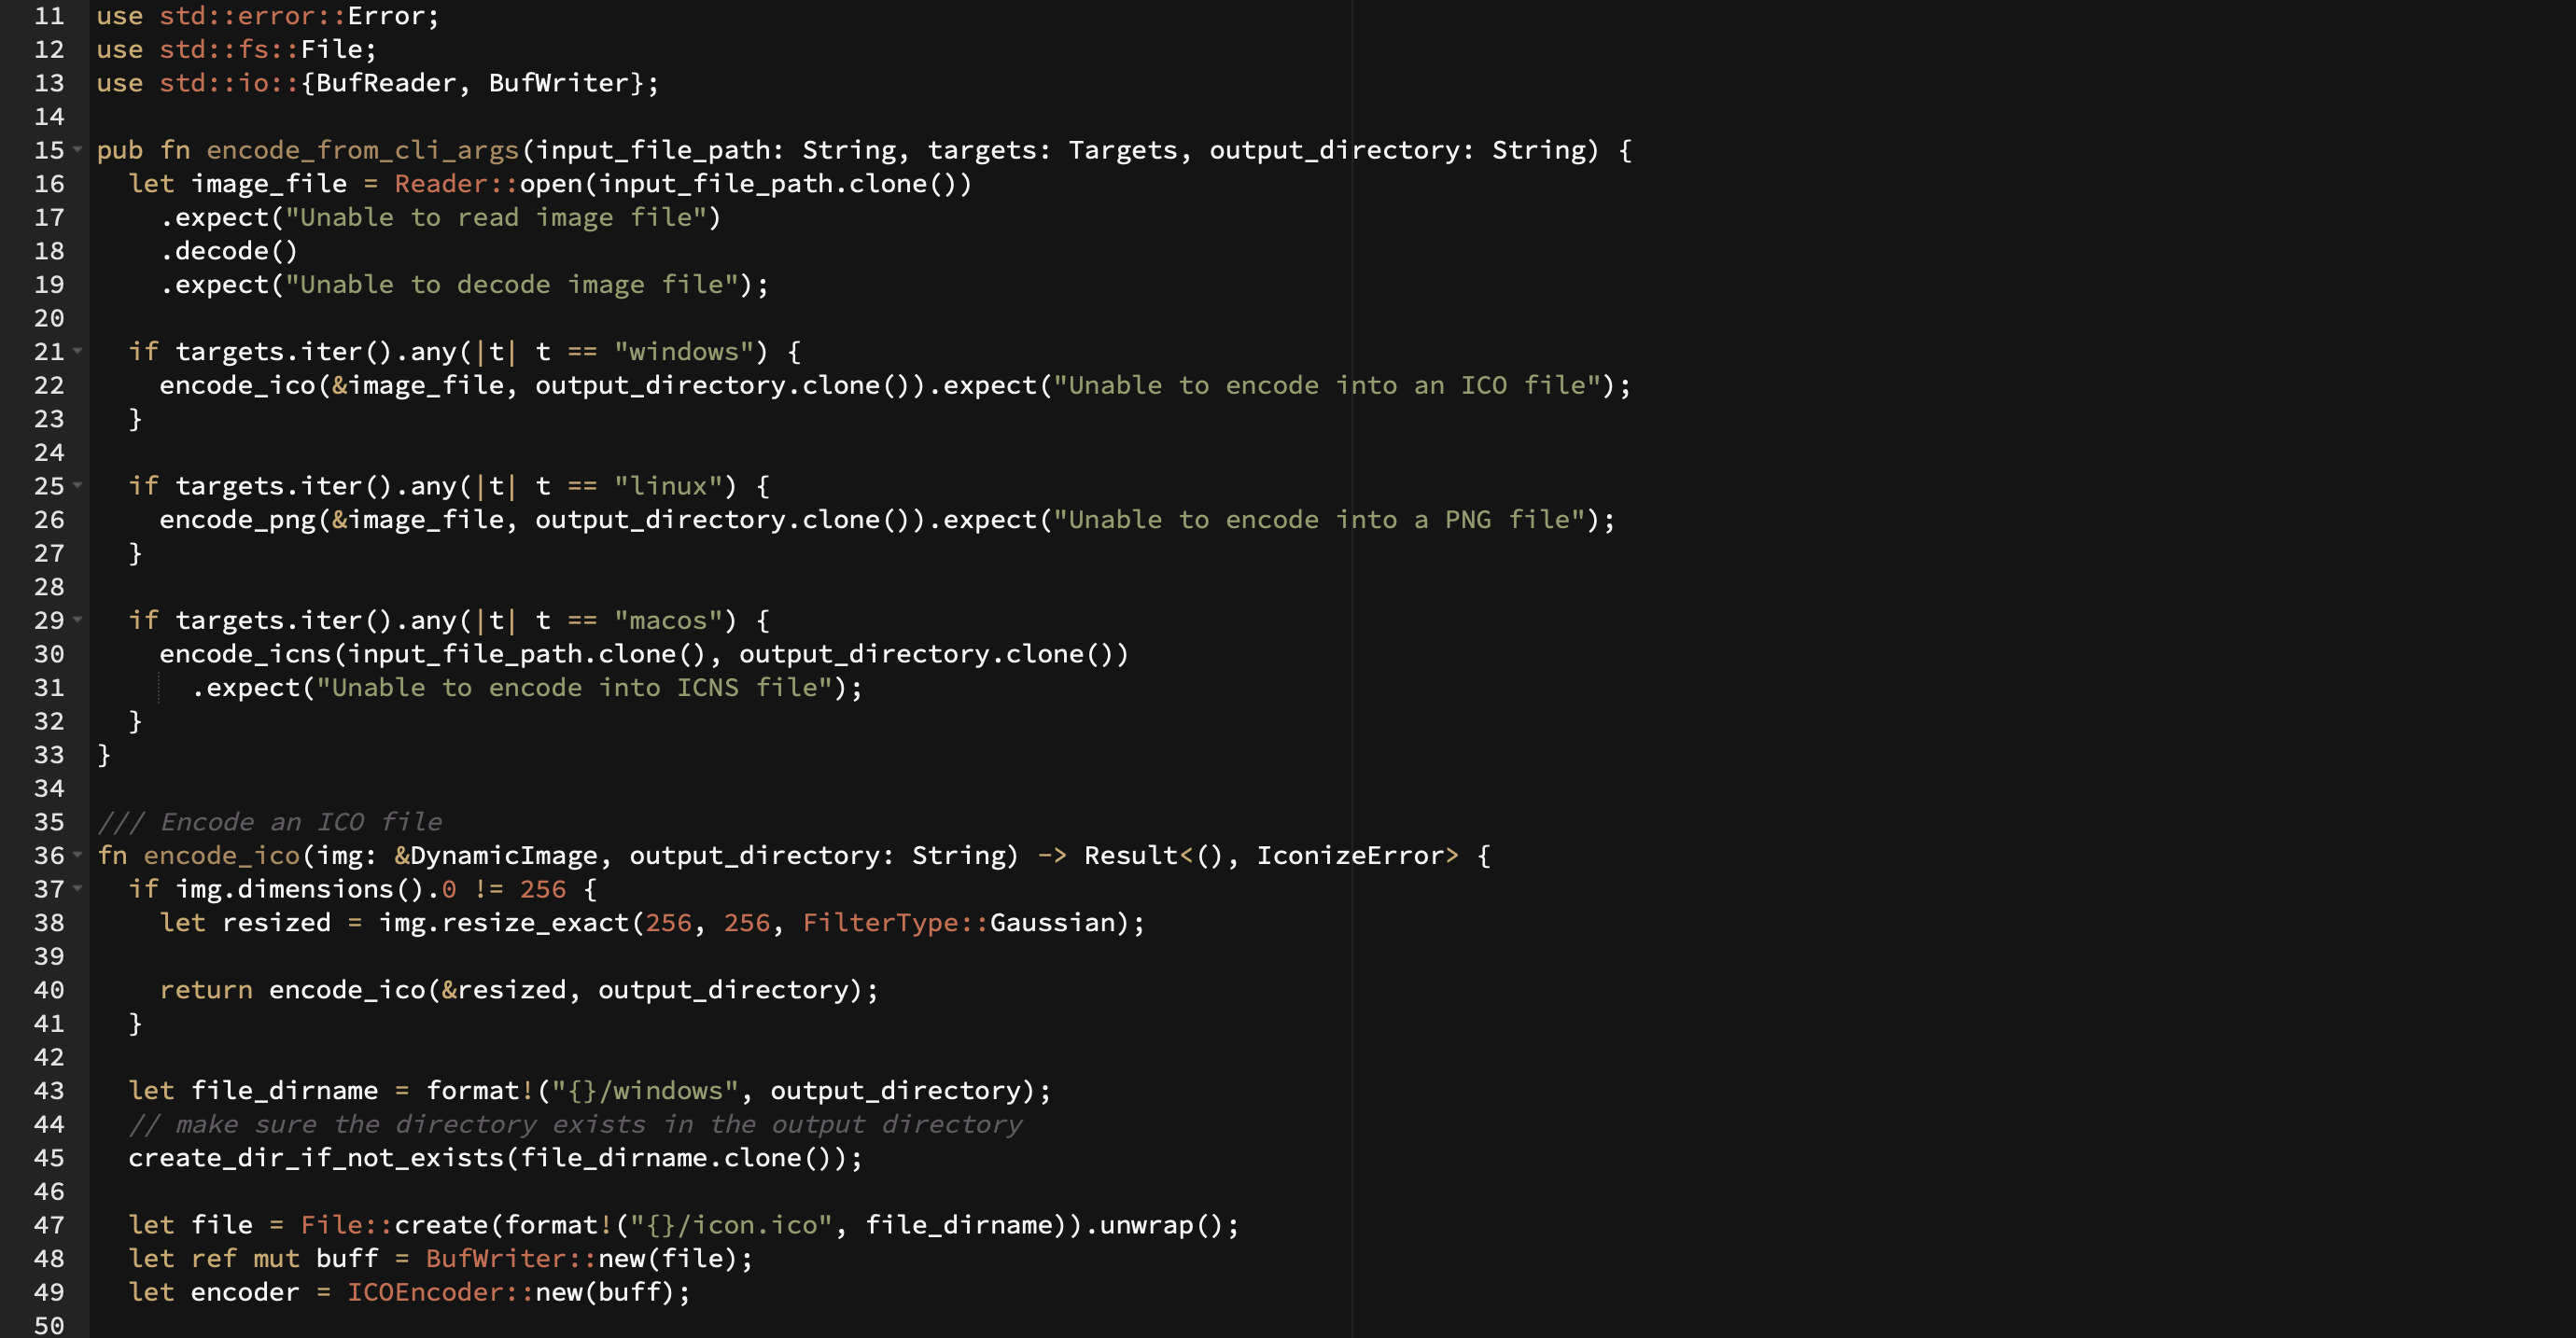 11 use std::error::Error;
12 use std::fs::File;
13 use std::io::{BufReader, BufWriter};
14
15 pub fn encode_from_cli_args(input_file_path: String, targets: Targets, output_directory: String) {
16   let image_file = Reader::open(input_file_path.clone())
17     .expect("Unable to read image file")
18     .decode()
19     .expect("Unable to decode image file");
20
21   if targets.iter().any(|t| t == "windows") {
22     encode_ico(&image_file, output_directory.clone()).expect("Unable to encode into an ICO file");
23   }
24
25   if targets.iter().any(|t| t == "linux") {
26     encode_png(&image_file, output_directory.clone()).expect("Unable to encode into a PNG file");
27   }
28
29   if targets.iter().any(|t| t == "macos") {
30     encode_icns(input_file_path.clone(), output_directory.clone())
31       .expect("Unable to encode into ICNS file");
32   }
33 }
34
35 /// Encode an ICO file
36 fn encode_ico(img: &DynamicImage, output_directory: String) -> Result<(), IconizeError> {
37   if img.dimensions().0 != 256 {
38     let resized = img.resize_exact(256, 256, FilterType::Gaussian);
39
40     return encode_ico(&resized, output_directory);
41   }
42
43   let file_dirname = format!("{}/windows", output_directory);
44   // make sure the directory exists in the output directory
45   create_dir_if_not_exists(file_dirname.clone());
46
47   let file = File::create(format!("{}/icon.ico", file_dirname)).unwrap();
48   let ref mut buff = BufWriter::new(file);
49   let encoder = ICOEncoder::new(buff);
50